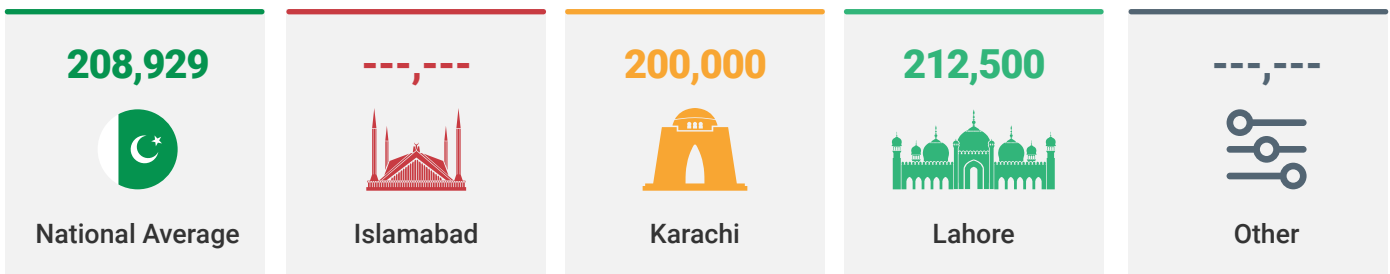 208,929
National Average
---,---
Islamabad
200,000
Karachi
212,500
Lahore
---,---
Other